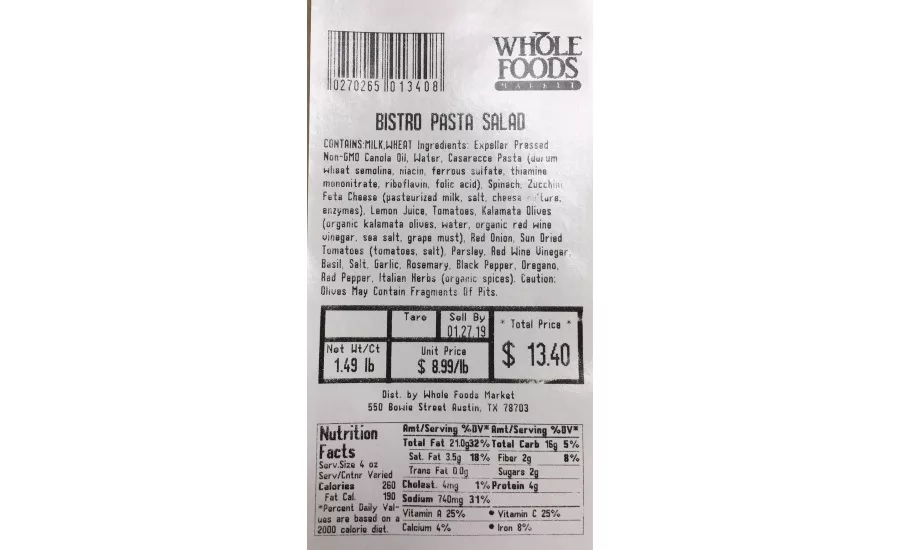 WHOLE
FOODS
MARKET
0270265 013408
BISTRO PASTA SALAD
CONTAINS:MILK,WHEAT Ingredients: Expeller Pressed
Non-GMO Canola Oil, Water, Casarecce Pasta (durum
wheat semolina, niacin, ferrous sulfate, thiamine
mononitrate, riboflavin, folic acid), Spinach, Zucchini,
Feta Cheese (pasteurized milk, salt, cheese culture,
enzymes), Lemon Juice, Tomatoes, Kalamata Olives
(organic kalamata olives, water, organic red wine
vinegar, sea salt, grape must), Red Onion, Sun Dried
Tomatoes (tomatoes, salt), Parsley, Red Wine Vinegar,
Basil, Salt, Garlic, Rosemary, Black Pepper, Oregano,
Red Pepper, Italian Herbs (organic spices). Caution:
Olives May Contain Fragments Of Pits.
Tare
Sell By
01.27.19
* Total Price *
$ 13.40
Net Wt/Ct
1.49 lb
Unit Price
$ 8.99/lb
Dist. by Whole Foods Market
550 Bowie Street Austin, TX 78703
Nutrition
Facts
Serv.Size 4 oz
Serv/Cntnr Varied
Calories 260
Fat Cal. 190
*Percent Daily Val-
ues are based on a
2000 calorie diet.
Amt/Serving %DV* Amt/Serving %DV*
Total Fat 21.0g 32% Total Carb 16g 5%
Sat. Fat 3.5g 18% Fiber 2g 8%
Trans Fat 0.0g Sugars 2g
Cholest. 4mg 1% Protein 4g
Sodium 740mg 31%
Vitamin A 25% • Vitamin C 25%
Calcium 4% • Iron 8%